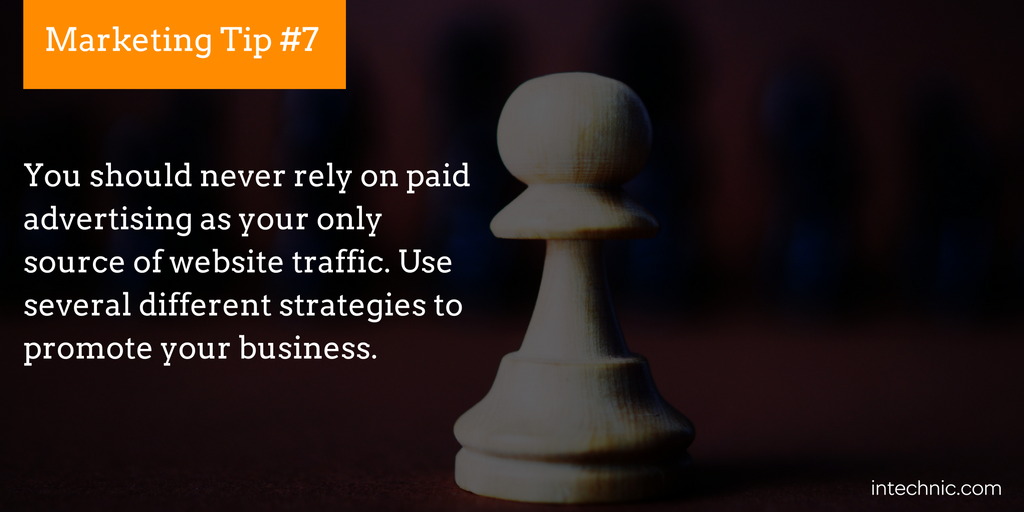 Marketing Tip #7
You should never rely on paid
advertising as your only
source of website traffic. Use
several different strategies to
promote your business.
intechnic.com